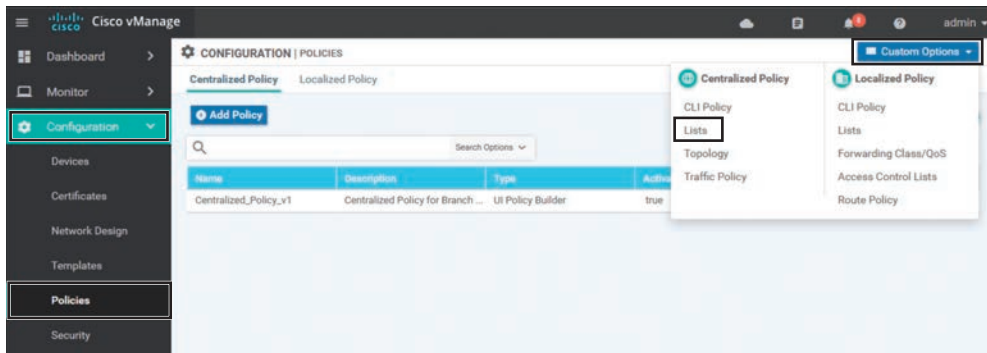 CISCO Cisco vManage
admin
Dashboard
Monitor
Configuration
Devices
Certificates
Network Design
Templates
Policies
Security
CONFIGURATION | POLICIES
Custom Options
Centralized Policy Localized Policy
Add Policy
Search Options
Name Description Type
Centralized_Policy_v1 Centralized Policy for Branch ... UI Policy Builder true
Centralized Policy
CLI Policy
Lists
Topology
Traffic Policy
Localized Policy
CLI Policy
Lists
Forwarding Class/QoS
Access Control Lists
Route Policy